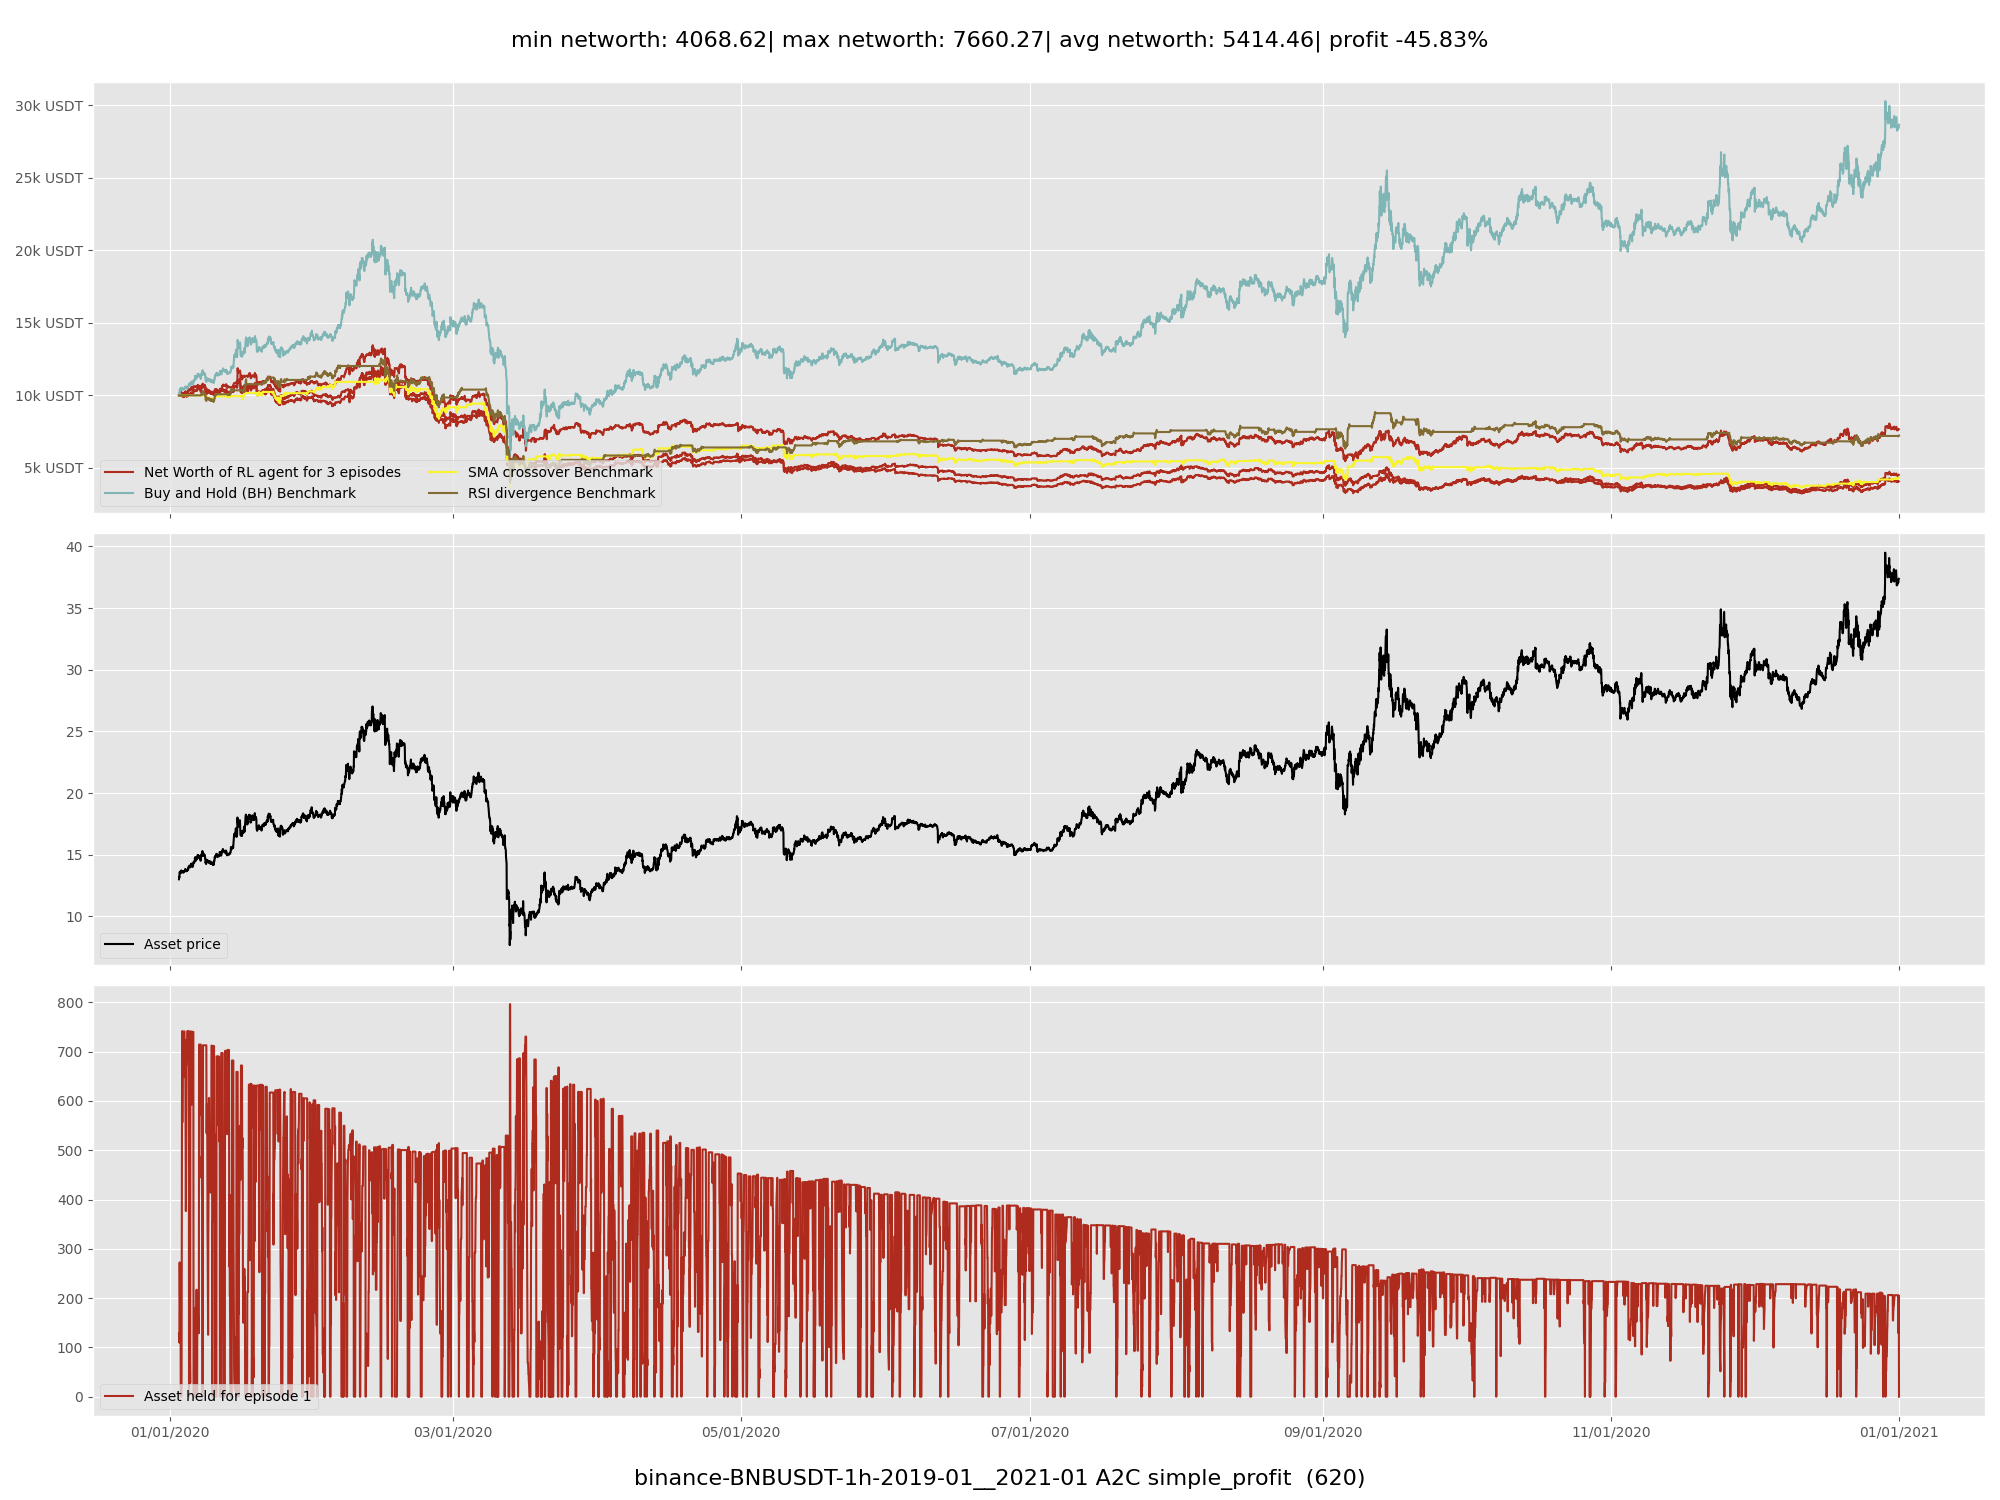 min networth: 4068.62| max networth: 7660.27| avg networth: 5414.46| profit -45.83%
30k USDT
25k USDT
20k USDT
15k USDT
10k USDT
5k USDT
Net Worth of RL agent for 3 episodes
Buy and Hold (BH) Benchmark
SMA crossover Benchmark
RSI divergence Benchmark
40
35
30
25
20
15
10
Asset price
800
700
600
500
400
300
200
100
0
Asset held for episode 1
01/01/2020
03/01/2020
05/01/2020
07/01/2020
09/01/2020
11/01/2020
01/01/2021
binance-BNBUSDT-1h-2019-01__2021-01 A2C simple_profit  (620)